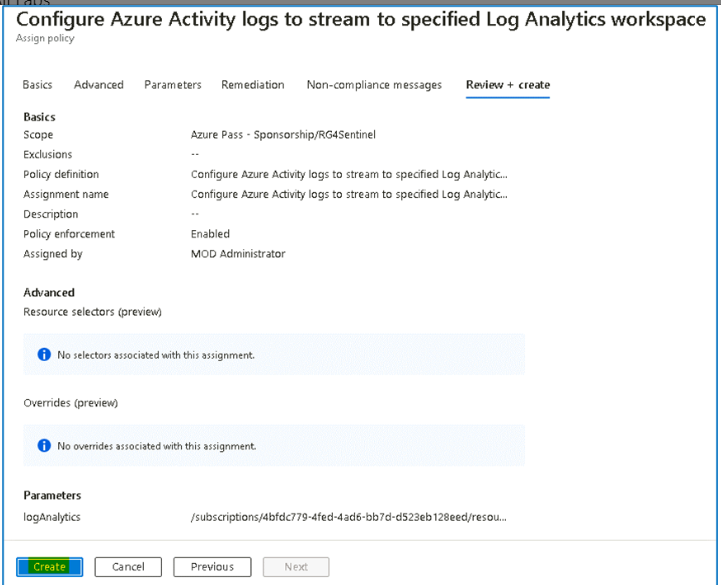 Configure Azure Activity logs to stream to specified Log Analytics workspace
Assign policy
Basics Advanced Parameters Remediation Non-compliance messages Review + create
Basics
Scope Azure Pass - Sponsorship/RG4Sentinel
Exclusions --
Policy definition Configure Azure Activity logs to stream to specified Log Analytic...
Assignment name Configure Azure Activity logs to stream to specified Log Analytic...
Description --
Policy enforcement Enabled
Assigned by MOD Administrator
Advanced
Resource selectors (preview)
No selectors associated with this assignment.
Overrides (preview)
No overrides associated with this assignment.
Parameters
logAnalytics /subscriptions/4bfdc779-4fed-4ad6-bb7d-d523eb128eed/resou...
Create Cancel Previous Next